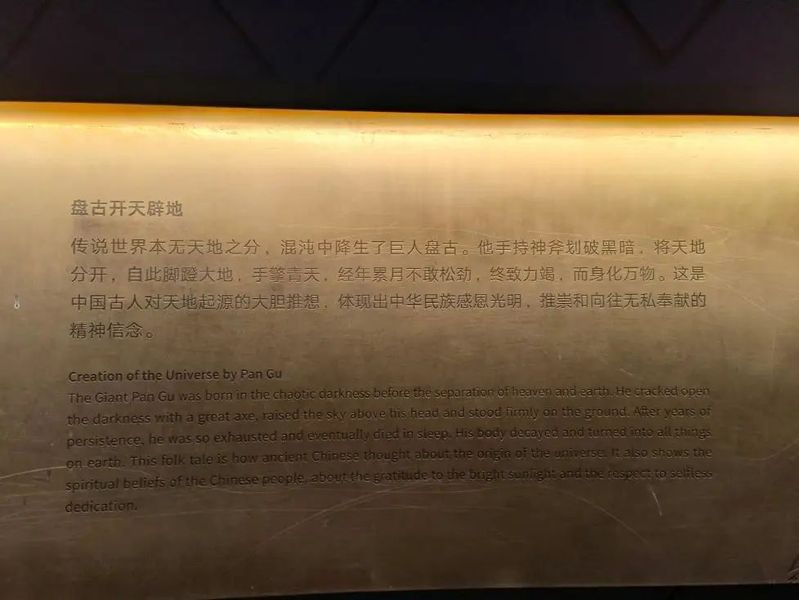 盘古开天辟地
传说世界本无天地之分，混沌中降生了巨人盘古。他手持神斧划破黑暗，将天地
分开，自此脚蹬大地，手擎青天，经年累月不敢松劲，终致力竭，而身化万物。这是
中国古人对天地起源的大胆推想，体现出中华民族感恩光明，推崇和向往无私奉献的
精神信念。
Creation of the Universe by Pan Gu
The Giant Pan Gu was born in the chaotic darkness before the separation of heaven and earth. He cracked open
the darkness with a great axe, raised the sky above his head and stood firmly on the ground. After years of
persistence, he was so exhausted and eventually died in sleep. His body decayed and turned into all things
on earth. This folk tale is how ancient Chinese thought about the origin of the universe. It also shows the
spiritual beliefs of the Chinese people, about the gratitude to the bright sunlight and the respect to selfless
dedication.